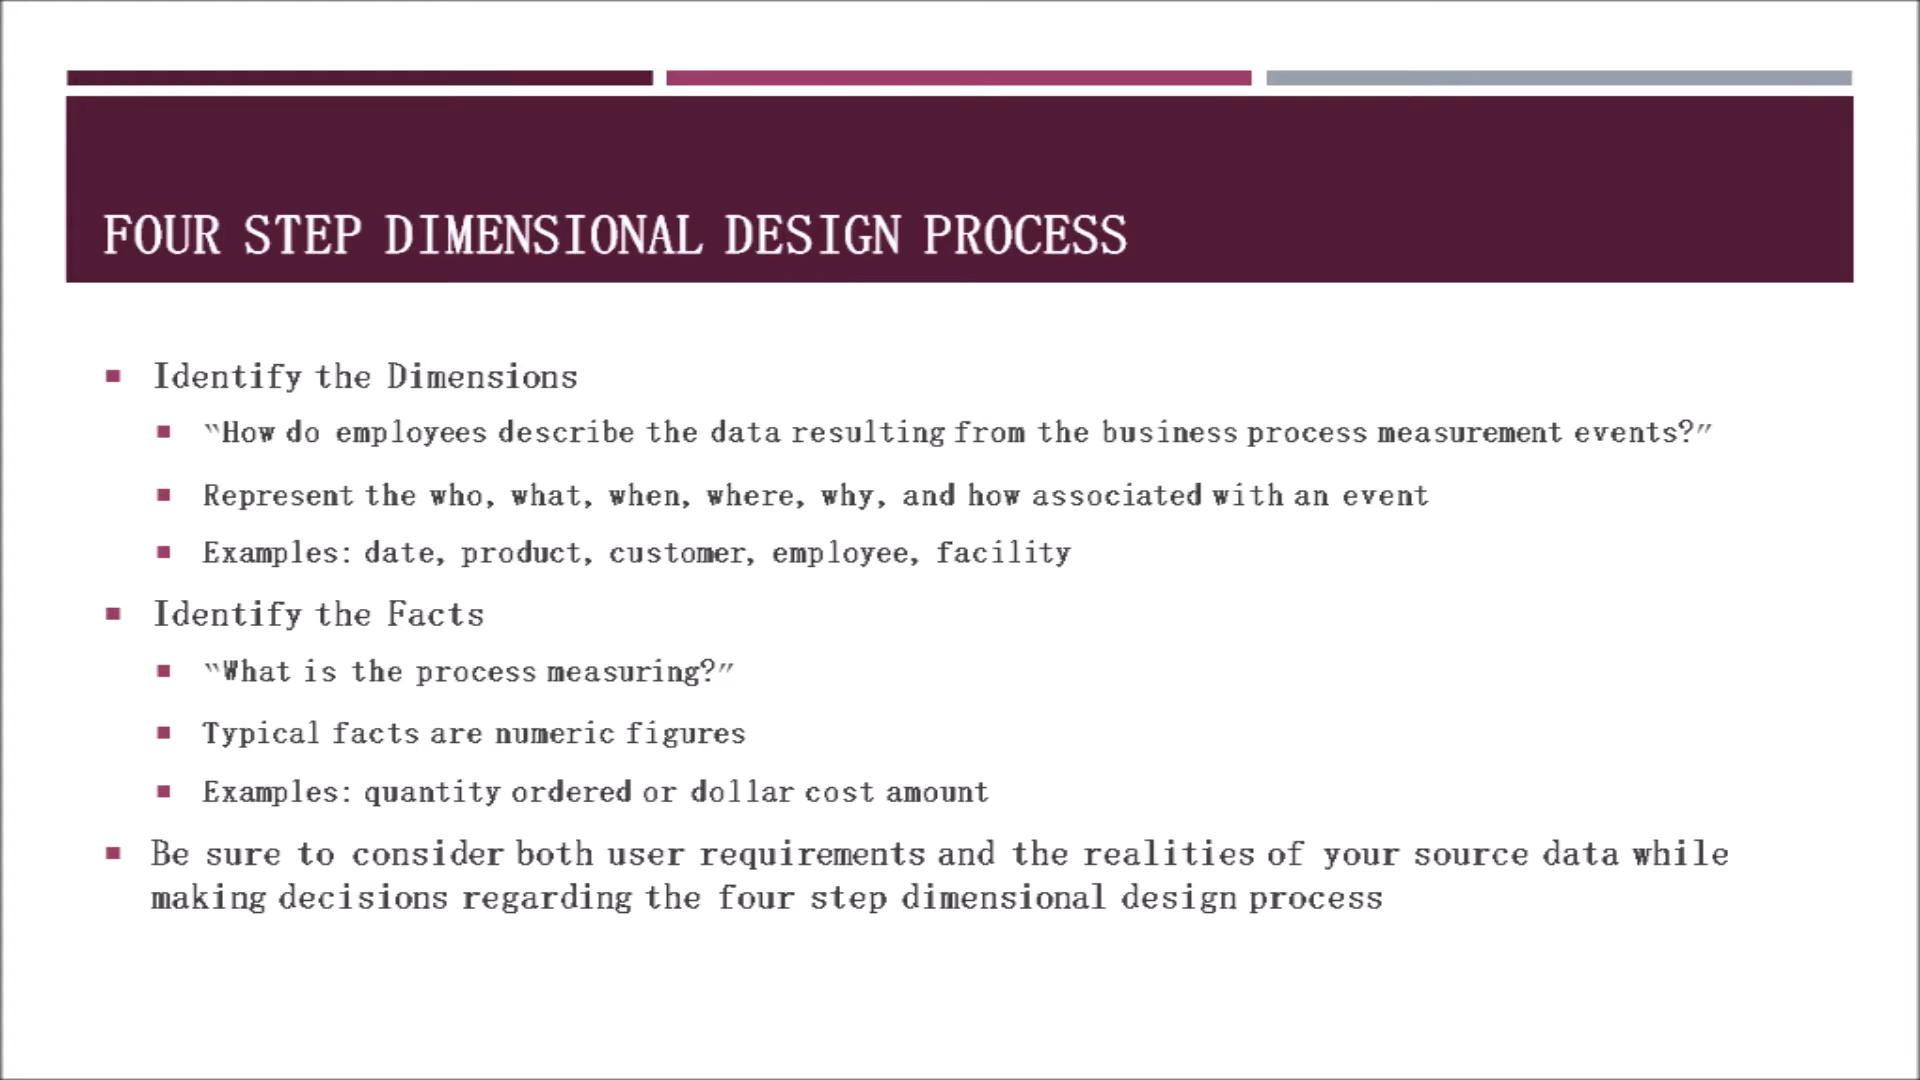 FOUR STEP DIMENSIONAL DESIGN PROCESS
Identify the Dimensions
“How do employees describe the data resulting from the business process measurement events?”
Represent the who, what, when, where, why, and how associated with an event
Examples: date, product, customer, employee, facility
Identify the Facts
“What is the process measuring?”
Typical facts are numeric figures
Examples: quantity ordered or dollar cost amount
Be sure to consider both user requirements and the realities of your source data while
making decisions regarding the four step dimensional design process